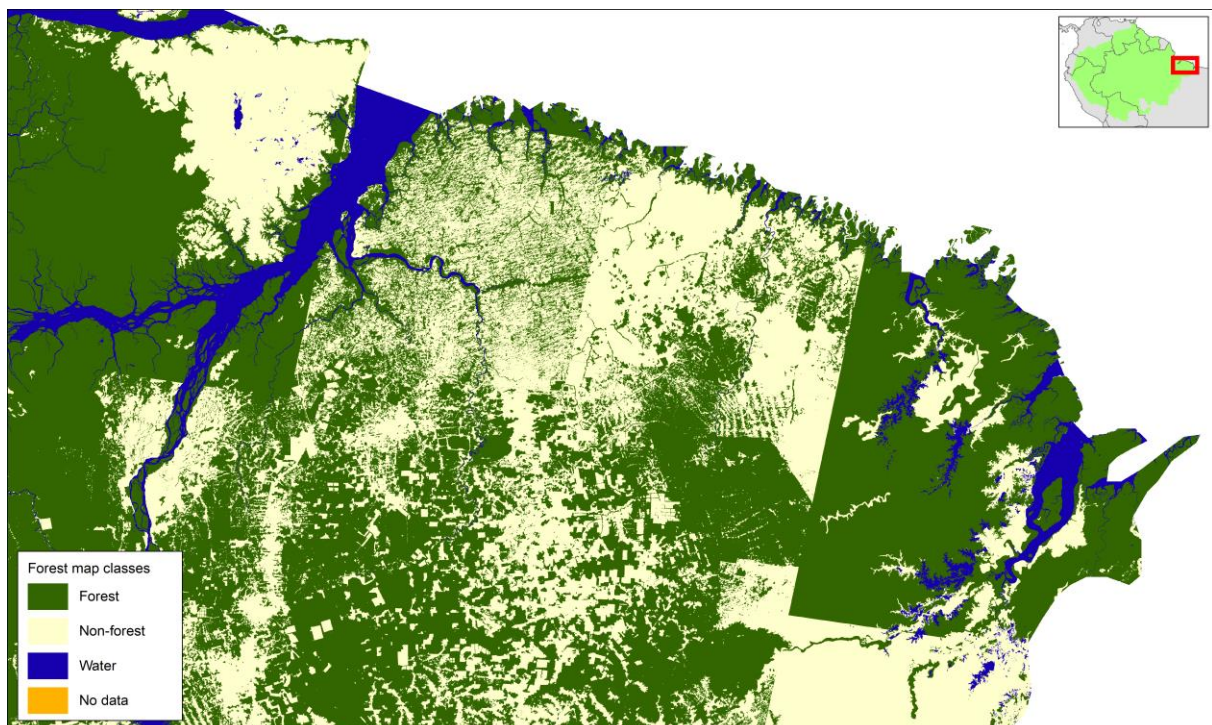 Forest map classes
Forest
Non-forest
Water
No data